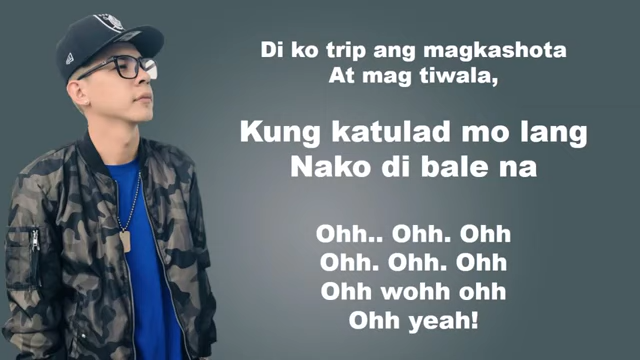 Di ko trip ang magkashota
At mag tiwala,
Kung katulad mo lang
Nako di bale na
Ohh.. Ohh. Ohh
Ohh. Ohh. Ohh
Ohh wohh ohh
Ohh yeah!